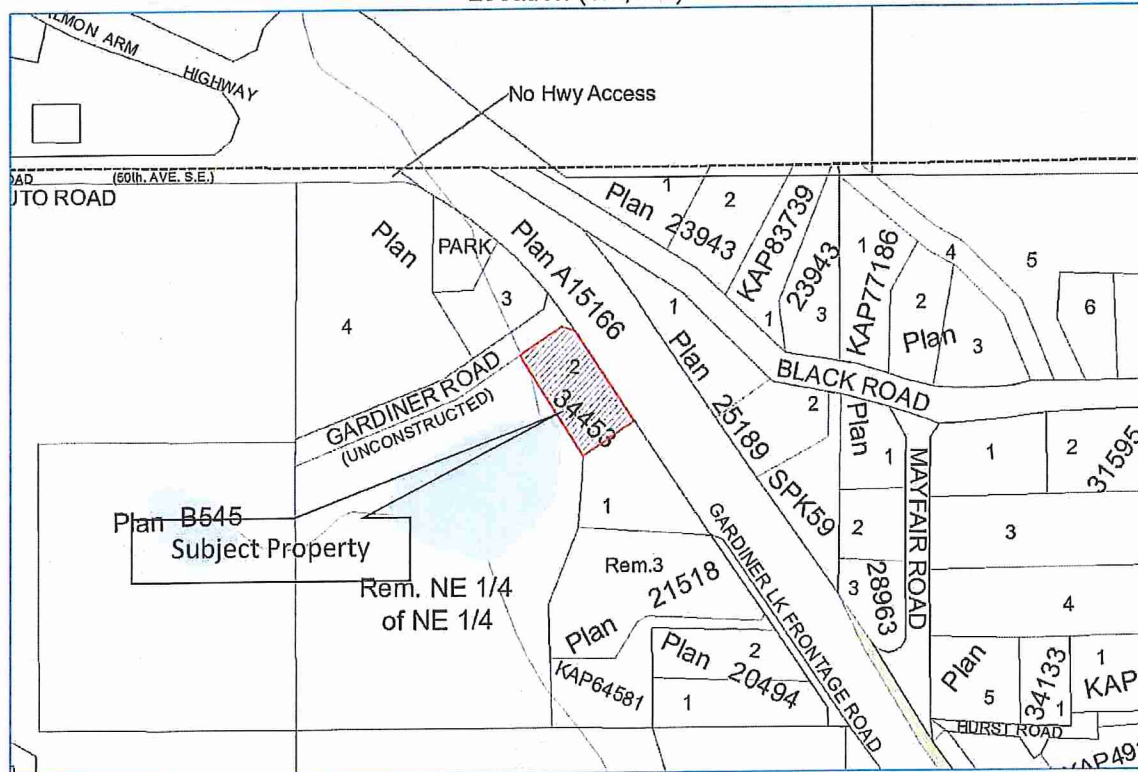 LMON ARM
HIGHWAY
No Hwy Access
OAD
(50th. AVE. S.E.)
UTO ROAD
Plan
PARK
3
4
Plan A15166
1
Plan 23943
2
KAP83739
1
23943
3
1
KAP77186
4
5
2
Plan
3
6
1
Plan
25189
2
SPK59
BLACK ROAD
GARDINER ROAD
(UNCONSTRUCTED)
2
34453
Plan
1
2
3
28963
MAYFAIR ROAD
1
2
31595
3
4
Plan B545
Subject Property
Rem. NE 1/4
of NE 1/4
1
Rem.3
Plan 21518
KAP64581
Plan 20494
2
1
GARDINER LK FRONTAGE ROAD
Plan
5
34133
1
1
KAP
HURST ROAD
KAP49